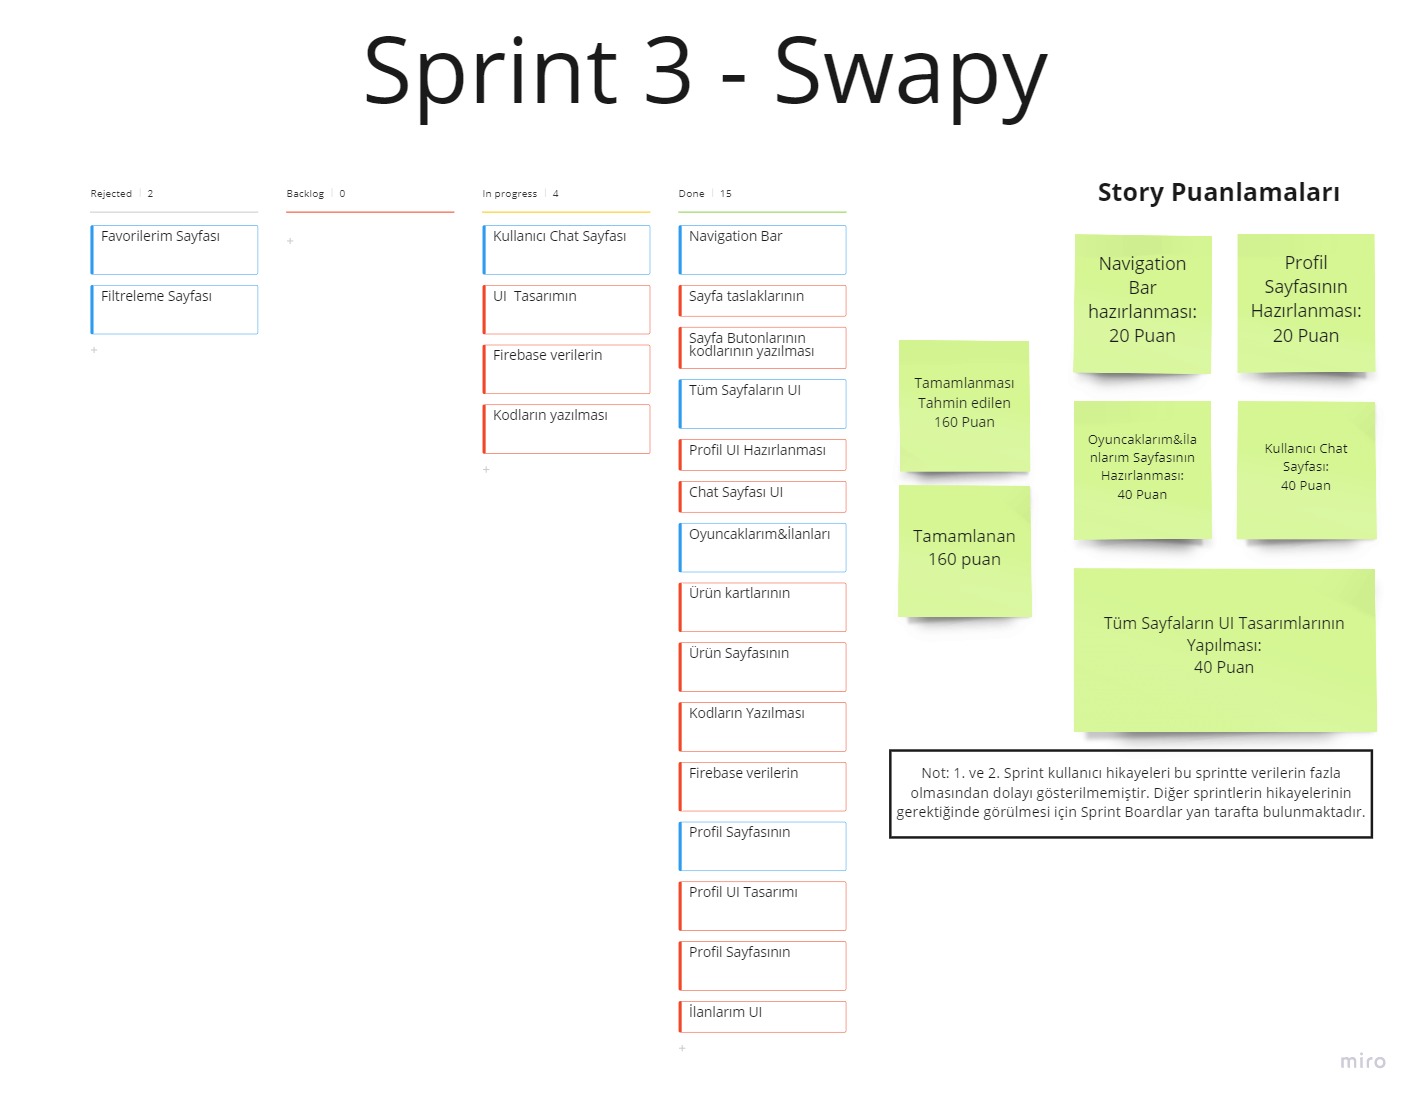 Sprint 3 - Swapy
Rejected 2
Favorilerim Sayfası
Filtreleme Sayfası
+
Backlog 0
+
In progress 4
Kullanıcı Chat Sayfası
UI Tasarımın
Firebase verilerin
Kodların yazılması
+
Done 15
Navigation Bar
Sayfa taslaklarının
Sayfa Butonlarının
kodlarının yazılması
Tüm Sayfaların UI
Profil UI Hazırlanması
Chat Sayfası UI
Oyuncaklarım&İlanları
Ürün kartlarının
Ürün Sayfasının
Kodların Yazılması
Firebase verilerin
Profil Sayfasının
Profil UI Tasarımı
Profil Sayfasının
İlanlarım UI
+
Tamamlanması
Tahmin edilen
160 Puan
Tamamlanan
160 puan
Story Puanlamaları
Navigation
Bar
hazırlanması:
20 Puan
Profil
Sayfasının
Hazırlanması:
20 Puan
Oyuncaklarım&İla
nlarım Sayfasının
Hazırlanması:
40 Puan
Kullanıcı Chat
Sayfası:
40 Puan
Tüm Sayfaların UI Tasarımlarının
Yapılması:
40 Puan
Not: 1. ve 2. Sprint kullanıcı hikayeleri bu sprintte verilerin fazla
olmasından dolayı gösterilmemiştir. Diğer sprintlerin hikayelerinin
gerektiğinde görülmesi için Sprint Boardlar yan tarafta bulunmaktadır.
miro